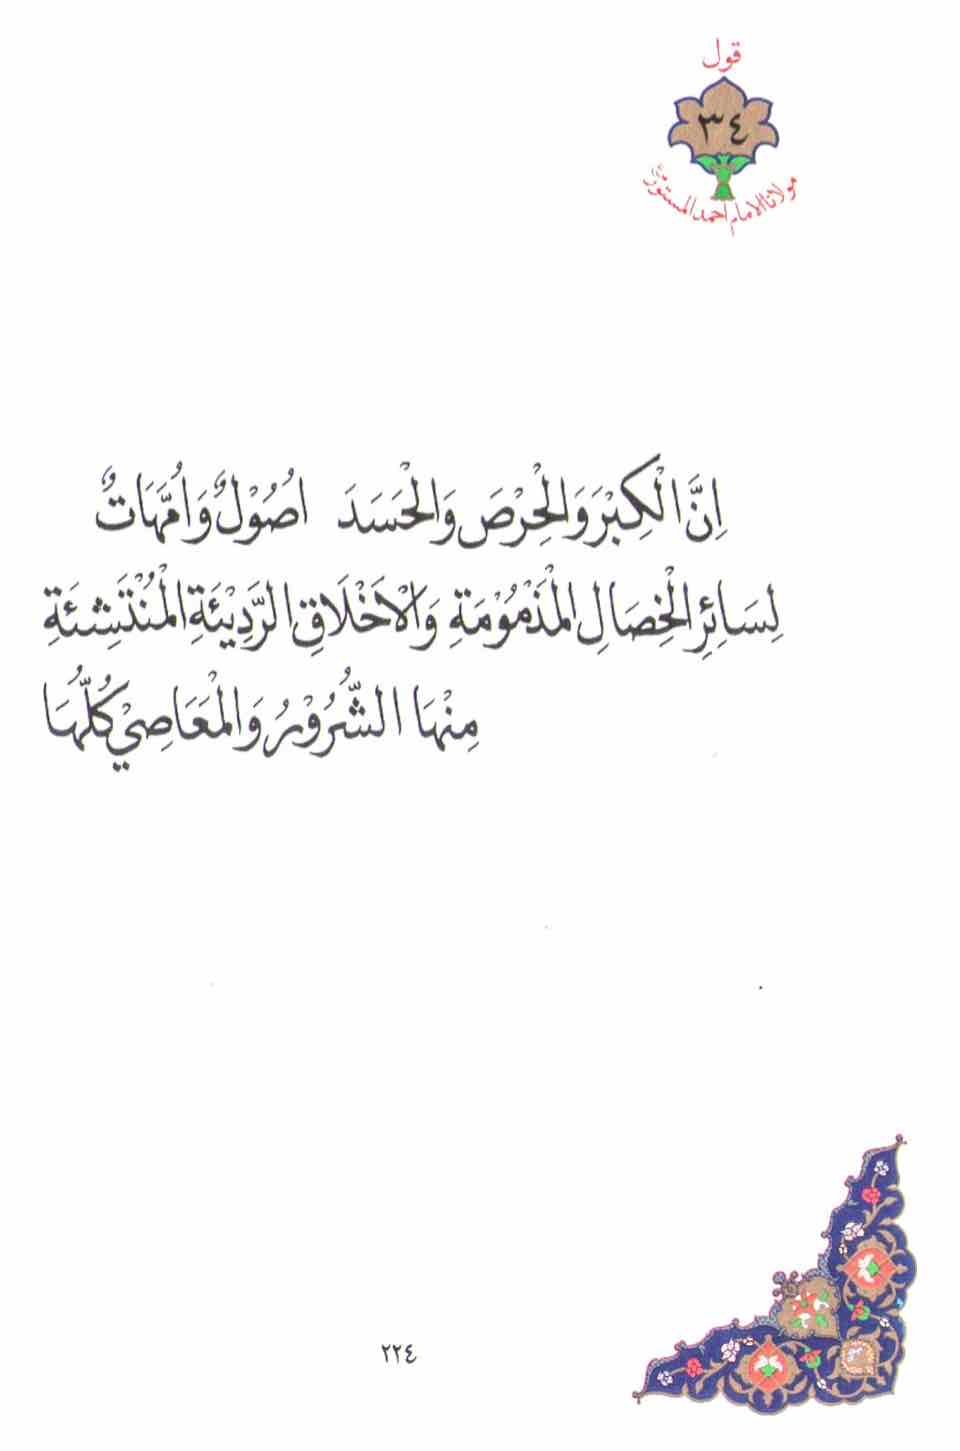 قول
٣٤
مولانا الامام احمد المستور
اِنَّ الْكِبْرَ وَالْحِرْصَ وَالْحَسَدَ اُصُوْلٌ وَاُمَّهَاتٌ
لِسَائِرِ الْخِصَالِ الْمَذْمُوْمَةِ وَالْاَخْلَاقِ الرَّدِيْئَةِ الْمُنْتَشِئَةِ
مِنْهَا الشُّرُوْرُ وَالْمَعَاصِيْ كُلُّهَا
٢٢٤